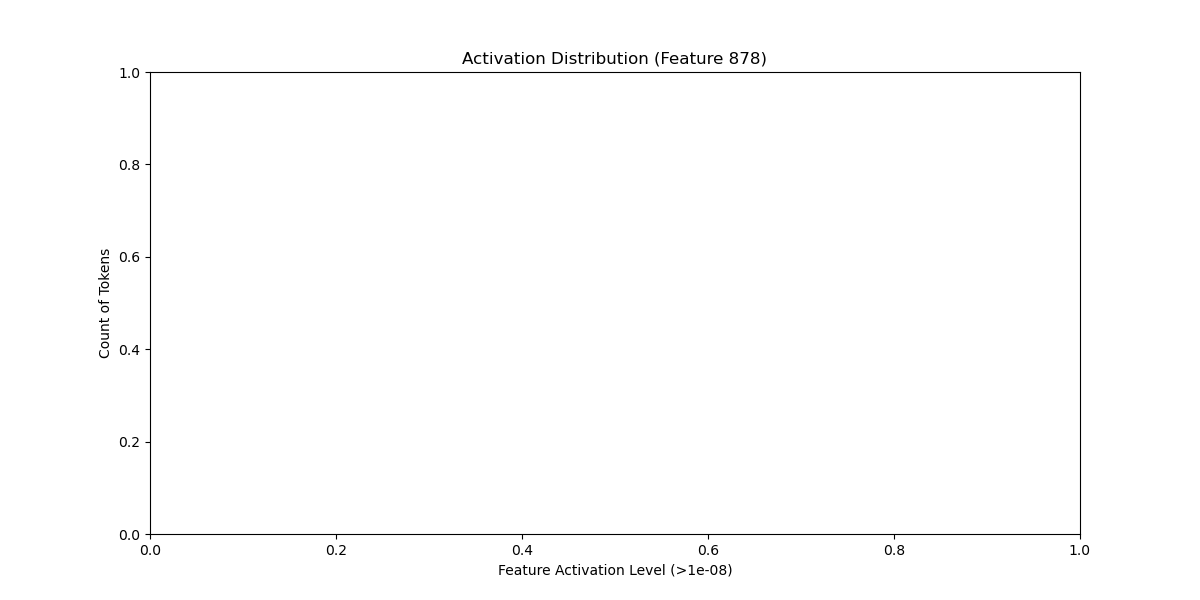 Activation Distribution (Feature 878)
1.0
0.8
0.6
0.4
0.2
0.0
Count of Tokens
0.0 0.2 0.4 0.6 0.8 1.0
Feature Activation Level (>1e-08)